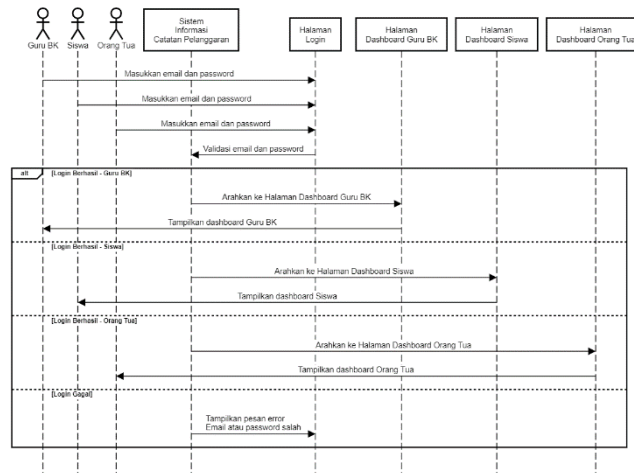 Guru BK
Siswa
Orang Tua
Sistem
Informasi
Catatan Pelanggaran
Halaman
Login
Halaman
Dashboard Guru BK
Halaman
Dashboard Siswa
Halaman
Dashboard Orang Tua
Masukkan email dan password
Masukkan email dan password
Masukkan email dan password
Validasi email dan password
alt
[Login Berhasil - Guru BK]
Arahkan ke Halaman Dashboard Guru BK
Tampilkan dashboard Guru BK
[Login Berhasil - Siswa]
Arahkan ke Halaman Dashboard Siswa
Tampilkan dashboard Siswa
[Login Berhasil - Orang Tua]
Arahkan ke Halaman Dashboard Orang Tua
Tampilkan dashboard Orang Tua
[Login Gagal]
Tampilkan pesan error
Email atau password salah